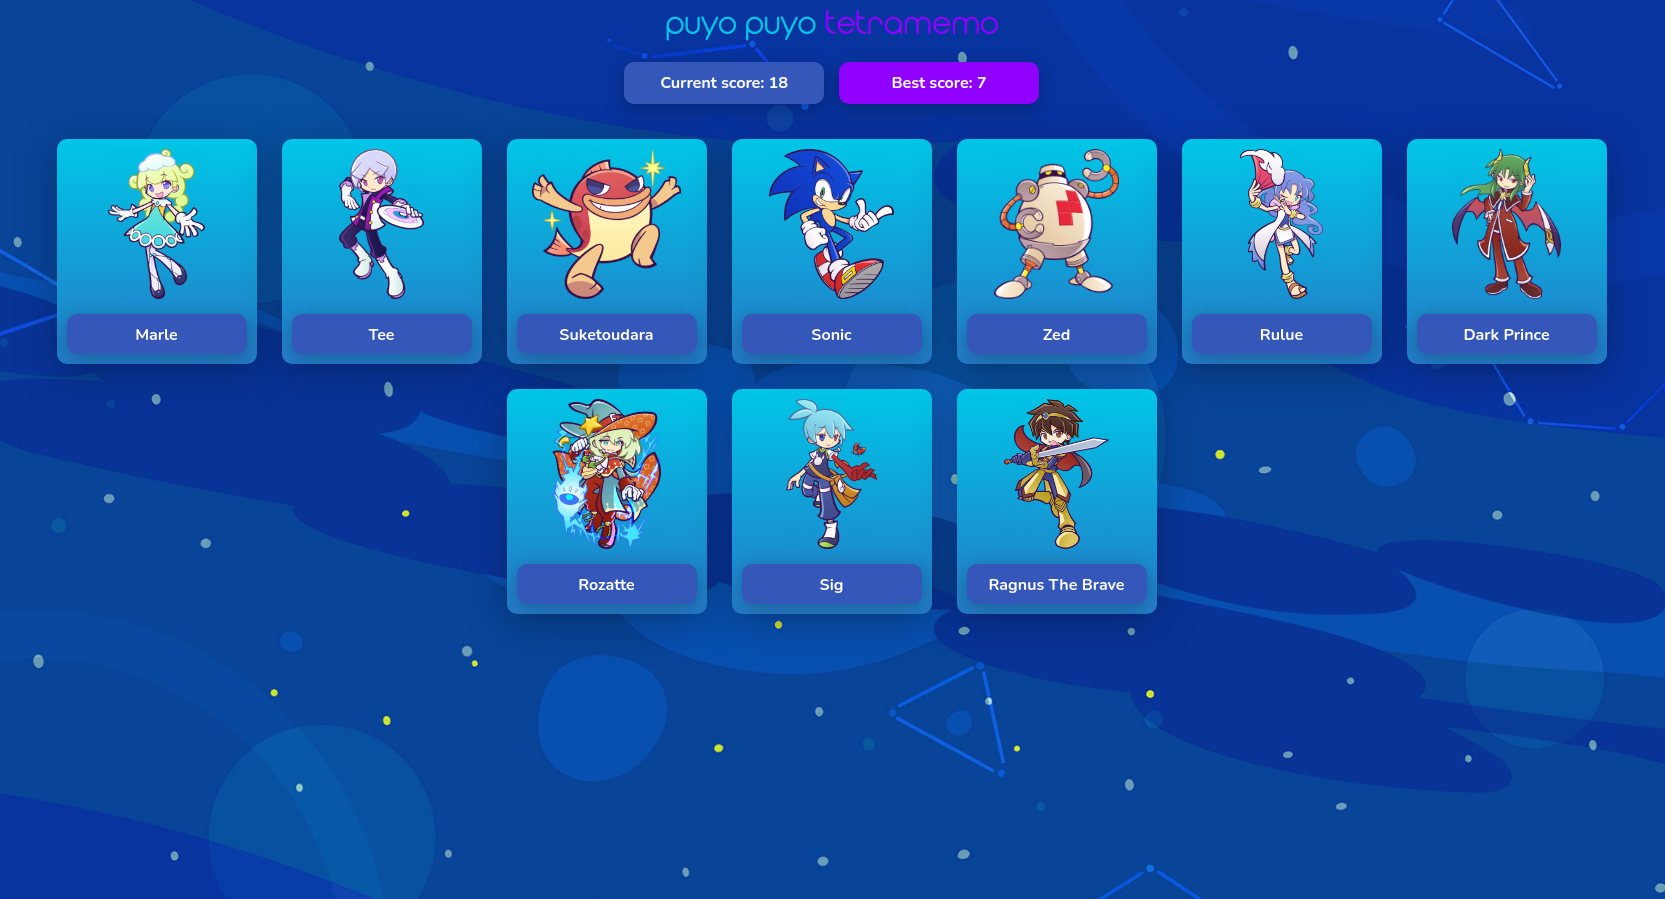 puyo puyo tetramemo
Current score: 18
Best score: 7
Marle
Tee
Suketoudara
Sonic
Zed
Rulue
Dark Prince
Rozatte
Sig
Ragnus The Brave